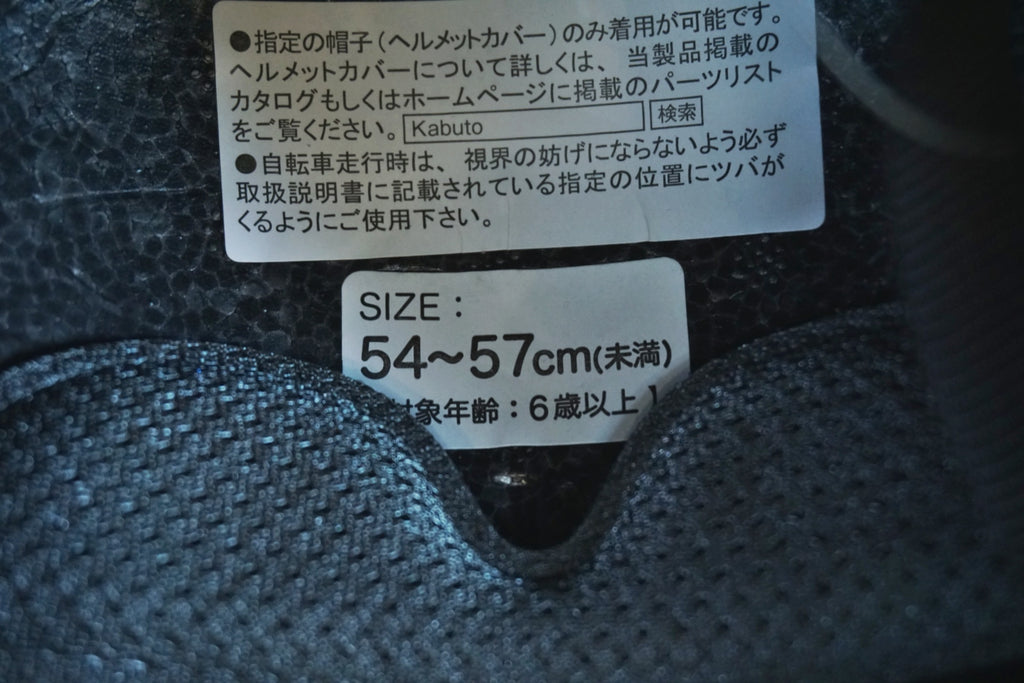 ●指定の帽子(ヘルメットカバー)のみ着用が可能です。
ヘルメットカバーについて詳しくは、当製品掲載の
カタログもしくはホームページに掲載のパーツリスト
をご覧ください。 Kabuto 検索
●自転車走行時は、視界の妨げにならないよう必ず
取扱説明書に記載されている指定の位置にツバが
くるようにご使用下さい。
SIZE:
54～57cm(未満)
対象年齢:6歳以上】